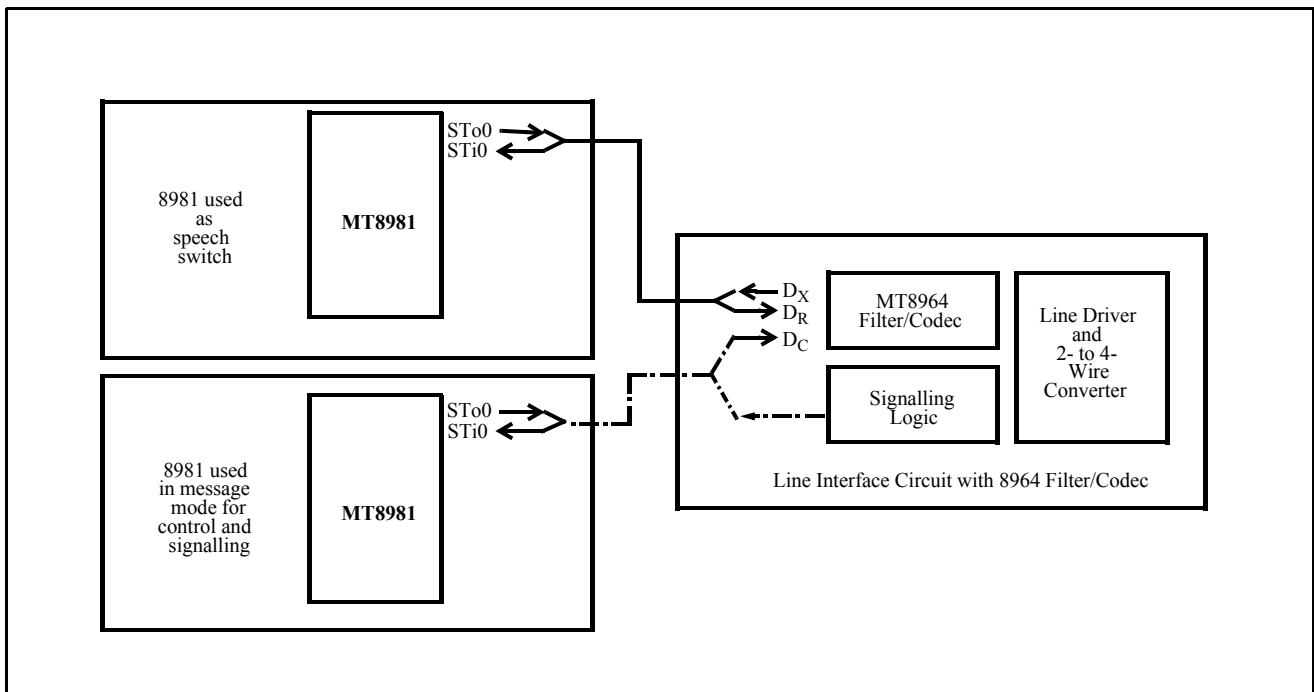 STo0
STi0
8981 used
as
speech
switch
MT8981
DX
DR
DC
MT8964
Filter/Codec
Line Driver
and
2- to 4-
Wire
Converter
Signalling
Logic
Line Interface Circuit with 8964 Filter/Codec
STo0
STi0
8981 used
in message
mode for
control and
signalling
MT8981